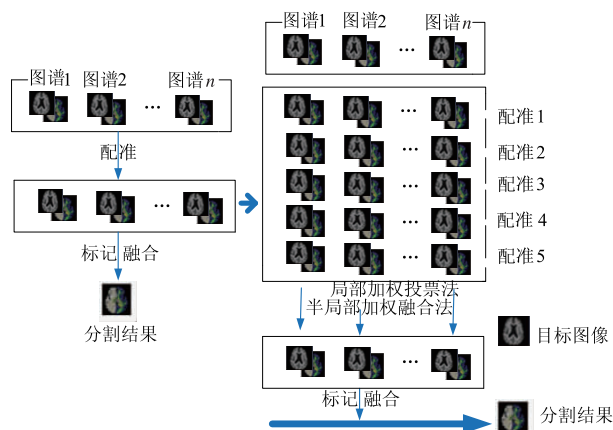 图谱1 图谱2 ... 图谱n
配准
...
标记 融合
分割结果
图谱1 图谱2 ... 图谱n
... 配准 1
... 配准 2
... 配准 3
... 配准 4
... 配准 5
局部加权投票法
半局部加权融合法
...
标记 融合
目标图像
分割结果